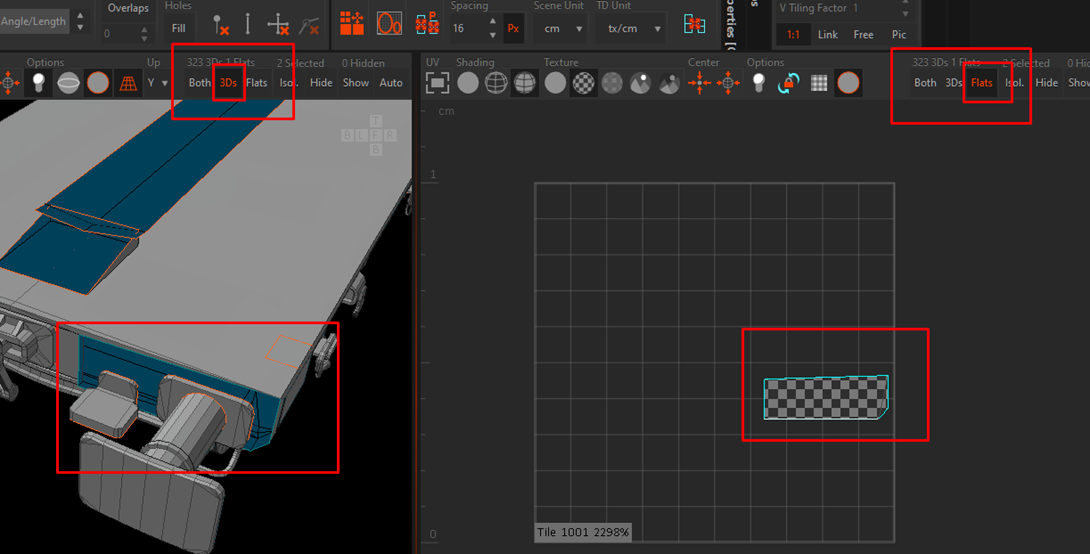 Overlaps
Holes
Spacing
Scene Unit
TD Unit
V Tiling Factor 1
Angle/Length
0
Fill
P
16
Px
cm
tx/cm
1:1
Link
Free
Pic
Options
Up
323 3Ds 1 Flats
2 Selected
0 Hidden
UV
Shading
Texture
Center
Options
323 3Ds 1 Flats
2 Selected
0 Hidden
Y
Both
3Ds
Flats
Isol.
Hide
Show
Auto
Both
3Ds
Flats
Isol.
Hide
Show
cm
T
B L F R
B
1
0
Tile 1001 2298%